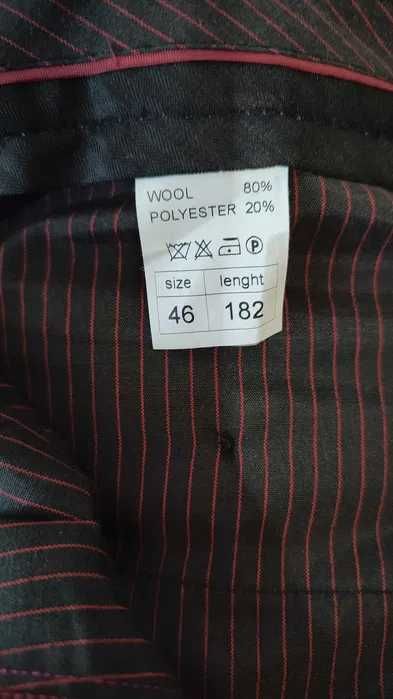 WOOL 80%
POLYESTER 20%
P
size lenght
46 182